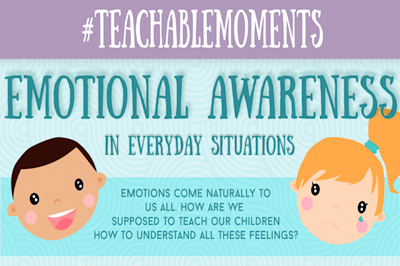 #TEACHABLEMOMENTS
EMOTIONAL AWARENESS
IN EVERYDAY SITUATIONS
EMOTIONS COME NATURALLY TO
US ALL. HOW ARE WE
SUPPOSED TO TEACH OUR CHILDREN
HOW TO UNDERSTAND ALL THESE FEELINGS?